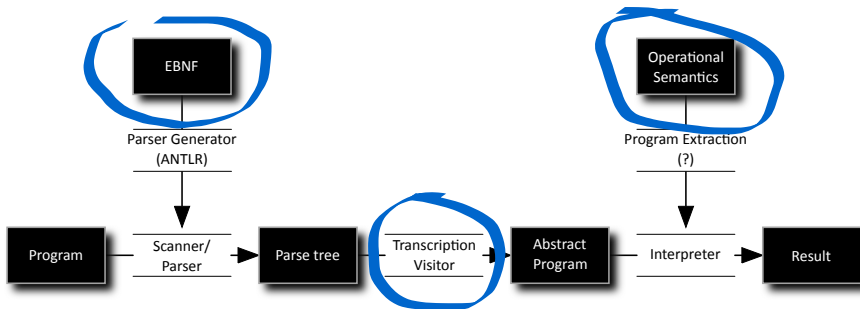 EBNF
Operational
Semantics
Parser Generator
(ANTLR)
Program Extraction
(?)
Program
Scanner/
Parser
Parse tree
Transcription
Visitor
Abstract
Program
Interpreter
Result